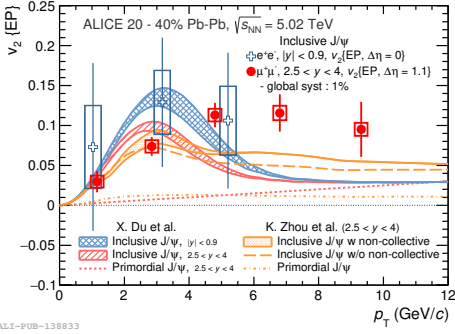 v₂ {EP}
0.25
0.2
0.15
0.1
0.05
0
−0.05
−0.1
ALICE 20 - 40% Pb-Pb, √s_NN = 5.02 TeV
Inclusive J/ψ
e⁺e⁻, |y| < 0.9, v₂{EP, Δη = 0}
μ⁺μ⁻, 2.5 < y < 4, v₂{EP, Δη = 1.1}
- global syst : 1%
X. Du et al.
Inclusive J/ψ, |y| < 0.9
Inclusive J/ψ, 2.5 < y < 4
Primordial J/ψ, 2.5 < y < 4
K. Zhou et al. (2.5 < y < 4)
Inclusive J/ψ w non-collective
Inclusive J/ψ w/o non-collective
Primordial J/ψ
0 2 4 6 8 10 12
p_T (GeV/c)
ALI-PUB-138833